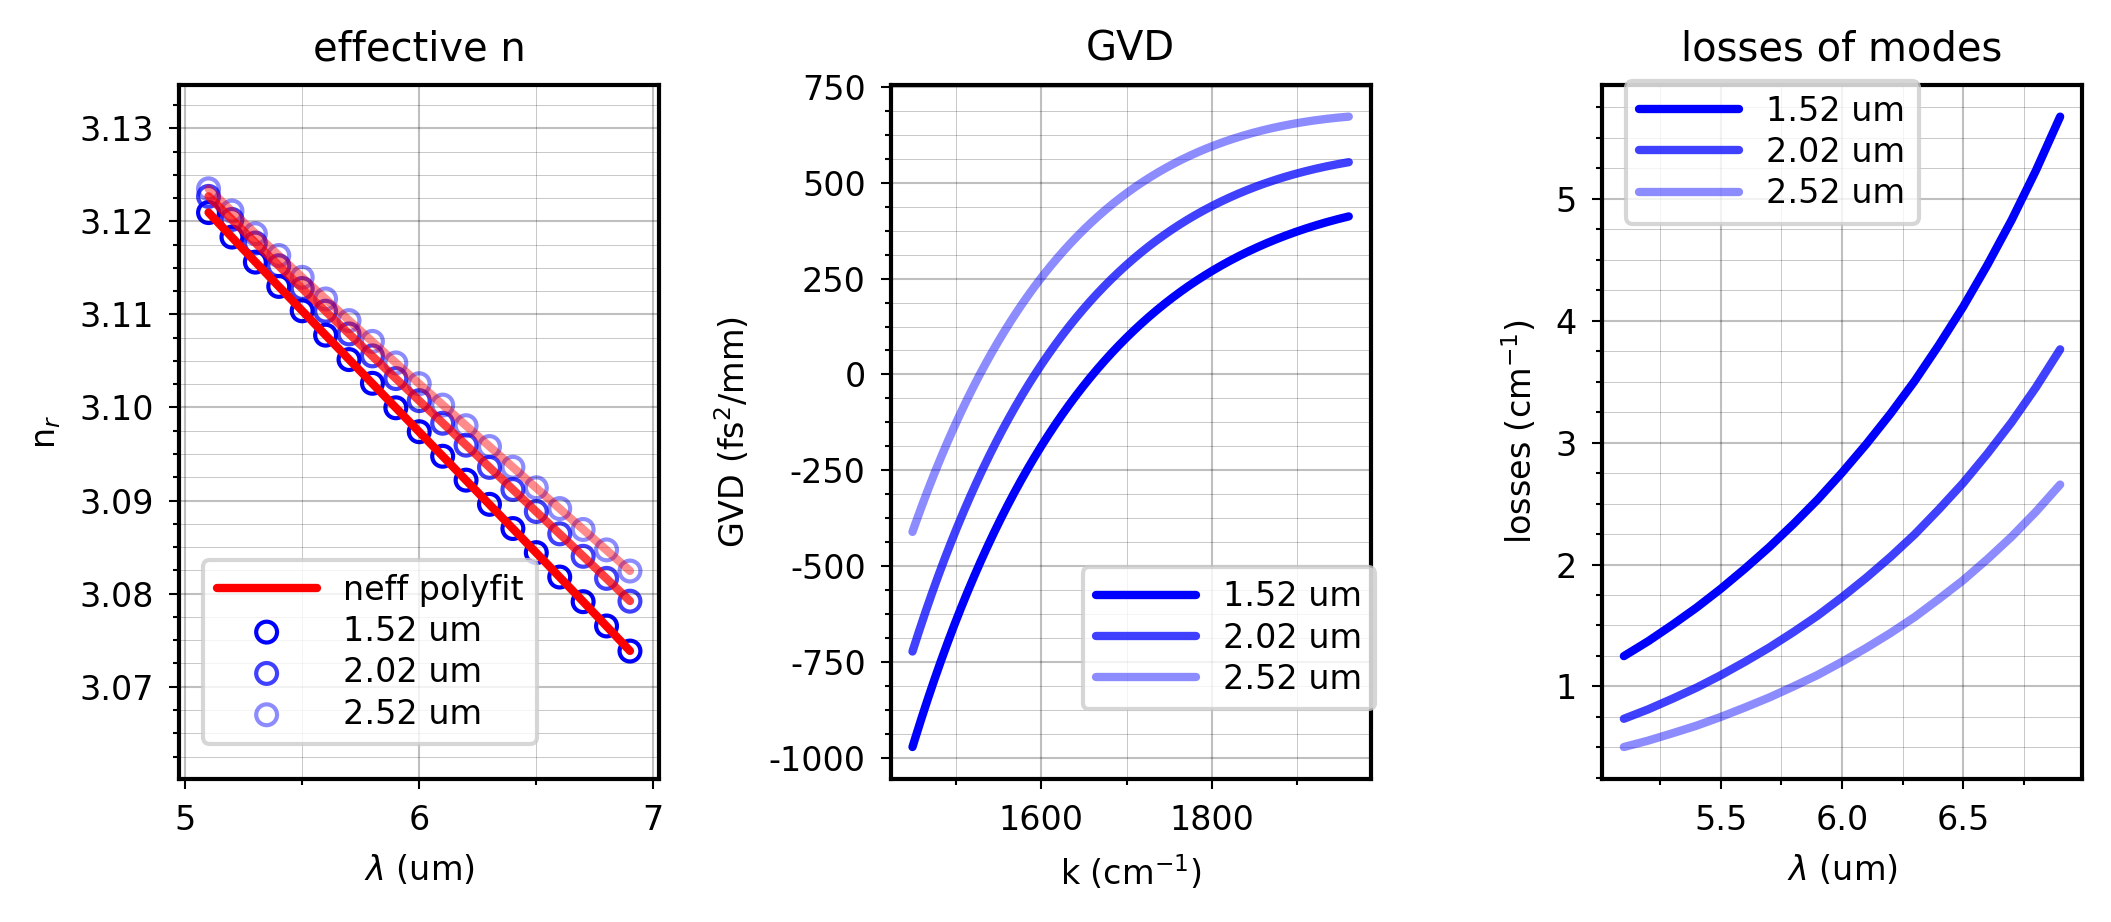 effective n
3.13
3.12
3.11
3.10
3.09
3.08
3.07
nᵣ
neff polyfit
1.52 um
2.02 um
2.52 um
5 6 7
λ (um)
GVD
750
500
250
0
-250
-500
-750
-1000
GVD (fs²/mm)
1.52 um
2.02 um
2.52 um
1600 1800
k (cm⁻¹)
losses of modes
1.52 um
2.02 um
2.52 um
5
4
3
2
1
losses (cm⁻¹)
5.5 6.0 6.5
λ (um)